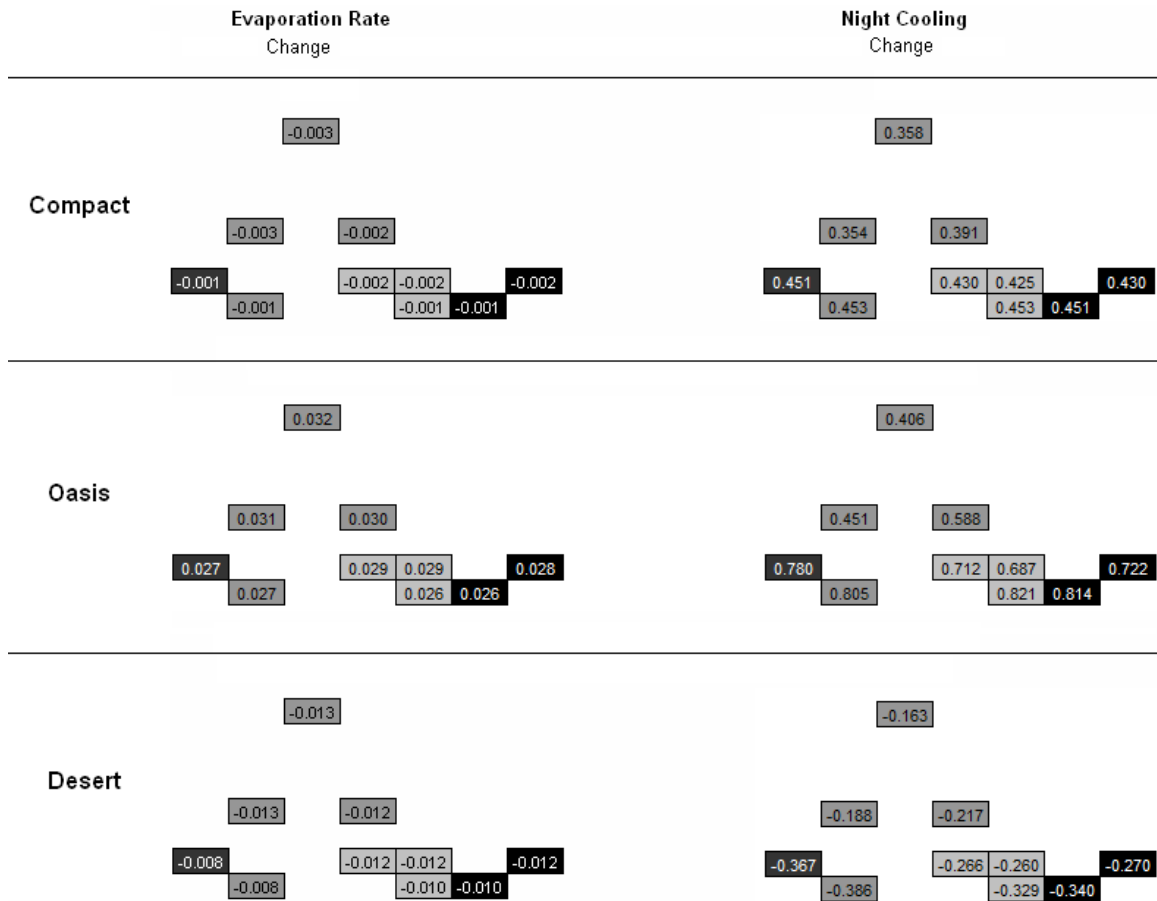 Evaporation Rate Night Cooling
Change Change
-0.003 0.358
Compact
-0.003 -0.002 0.354 0.391
-0.001 -0.002 -0.002 -0.002 0.451 0.430 0.425 0.430
-0.001 -0.001 -0.001 0.453 0.453 0.451
0.032 0.406
Oasis
0.031 0.030 0.451 0.588
0.027 0.029 0.029 0.028 0.780 0.712 0.687 0.722
0.027 0.026 0.026 0.805 0.821 0.814
-0.013 -0.163
Desert
-0.013 -0.012 -0.188 -0.217
-0.008 -0.012 -0.012 -0.012 -0.367 -0.266 -0.260 -0.270
-0.008 -0.010 -0.010 -0.386 -0.329 -0.340